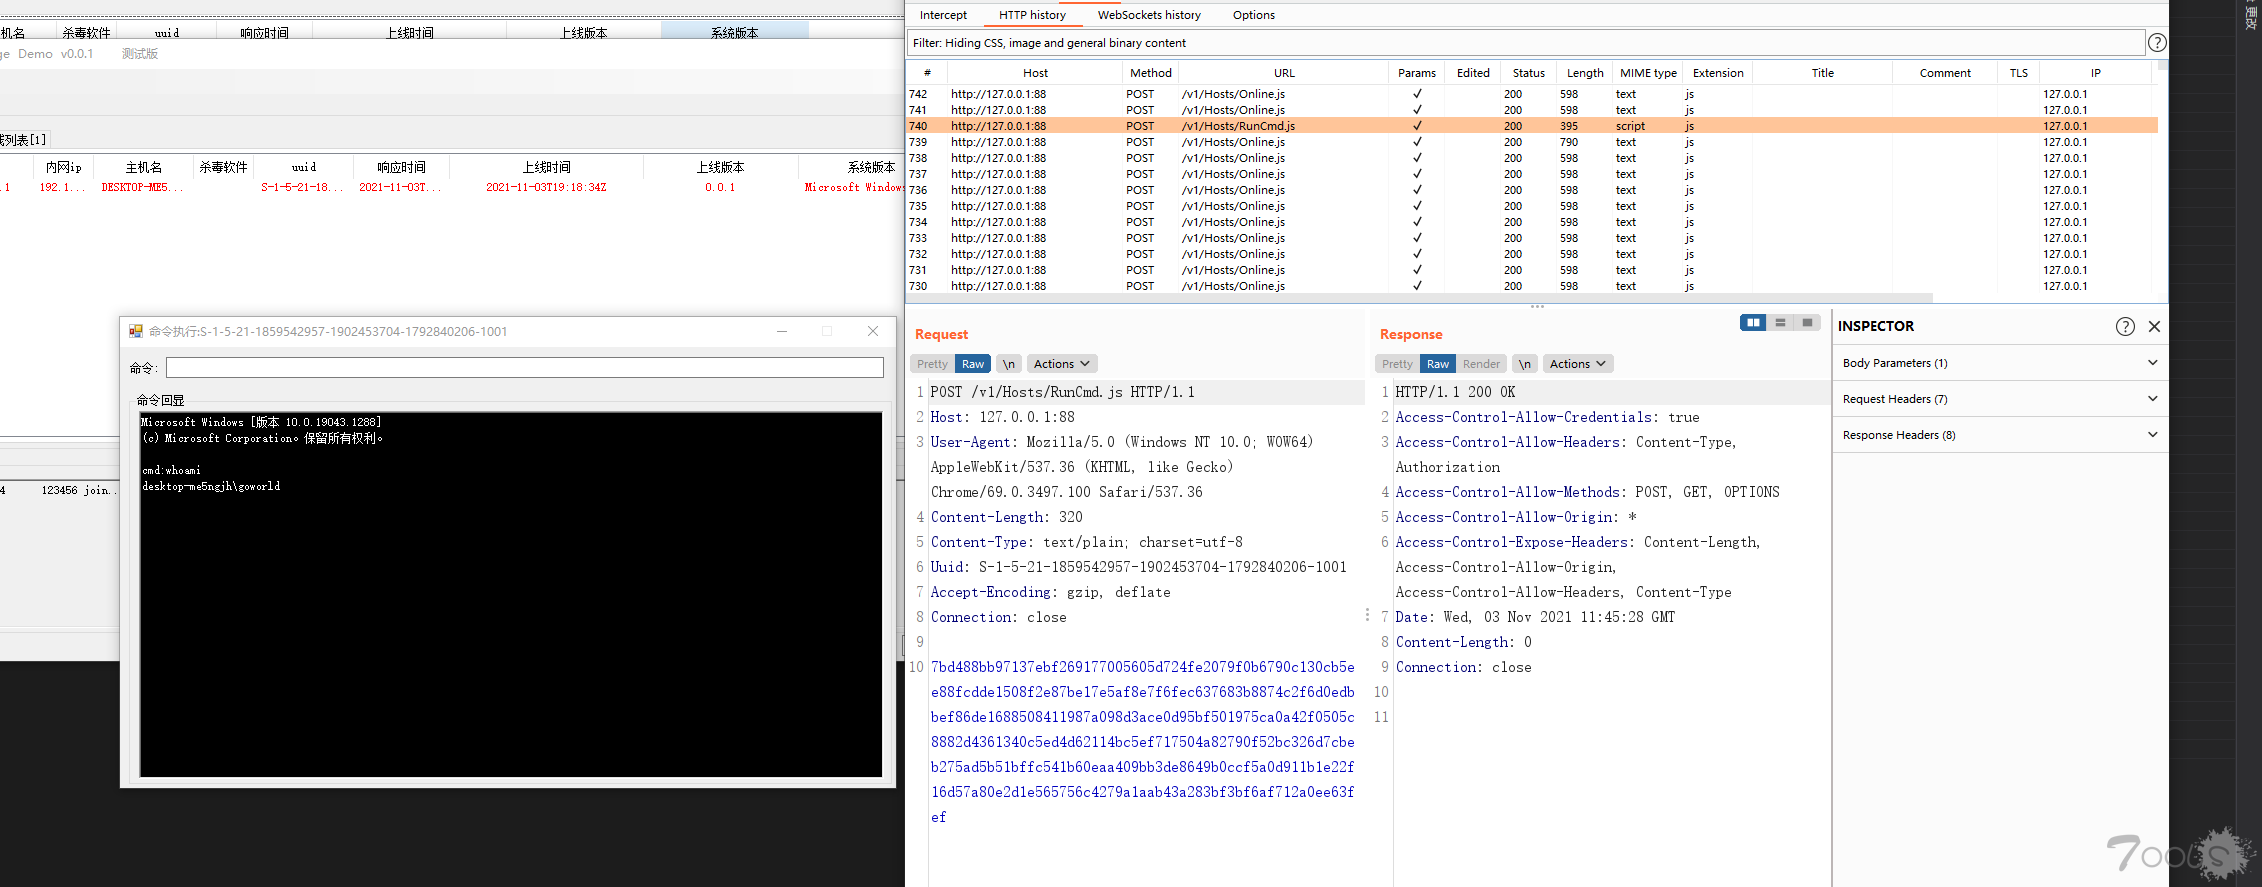 机名 杀毒软件 uuid 响应时间 上线时间 上线版本 系统版本
ge Demo v0.0.1 测试版
线列表[1]
内网ip 主机名 杀毒软件 uuid 响应时间 上线时间 上线版本 系统版本
.1 192.1... DESKTOP-ME5... S-1-5-21-18... 2021-11-03T... 2021-11-03T19:18:34Z 0.0.1 Microsoft Windows
4 123456 join..
命令执行:S-1-5-21-1859542957-1902453704-1792840206-1001
命令:
命令回显
Microsoft Windows [版本 10.0.19043.1288]
(c) Microsoft Corporation。保留所有权利。
cmd:whoami
desktop-me5ngjh\goworld
Intercept HTTP history WebSockets history Options
Filter: Hiding CSS, image and general binary content
# Host Method URL Params Edited Status Length MIME type Extension Title Comment TLS IP
742 http://127.0.0.1:88 POST /v1/Hosts/Online.js ✓ 200 598 text js 127.0.0.1
741 http://127.0.0.1:88 POST /v1/Hosts/Online.js ✓ 200 598 text js 127.0.0.1
740 http://127.0.0.1:88 POST /v1/Hosts/RunCmd.js ✓ 200 395 script js 127.0.0.1
739 http://127.0.0.1:88 POST /v1/Hosts/Online.js ✓ 200 790 text js 127.0.0.1
738 http://127.0.0.1:88 POST /v1/Hosts/Online.js ✓ 200 598 text js 127.0.0.1
737 http://127.0.0.1:88 POST /v1/Hosts/Online.js ✓ 200 598 text js 127.0.0.1
736 http://127.0.0.1:88 POST /v1/Hosts/Online.js ✓ 200 598 text js 127.0.0.1
735 http://127.0.0.1:88 POST /v1/Hosts/Online.js ✓ 200 598 text js 127.0.0.1
734 http://127.0.0.1:88 POST /v1/Hosts/Online.js ✓ 200 598 text js 127.0.0.1
733 http://127.0.0.1:88 POST /v1/Hosts/Online.js ✓ 200 598 text js 127.0.0.1
732 http://127.0.0.1:88 POST /v1/Hosts/Online.js ✓ 200 598 text js 127.0.0.1
731 http://127.0.0.1:88 POST /v1/Hosts/Online.js ✓ 200 598 text js 127.0.0.1
730 http://127.0.0.1:88 POST /v1/Hosts/Online.js ✓ 200 598 text js 127.0.0.1
Request
Pretty Raw \n Actions
1 POST /v1/Hosts/RunCmd.js HTTP/1.1
2 Host: 127.0.0.1:88
3 User-Agent: Mozilla/5.0 (Windows NT 10.0; WOW64)
AppleWebKit/537.36 (KHTML, like Gecko)
Chrome/69.0.3497.100 Safari/537.36
4 Content-Length: 320
5 Content-Type: text/plain; charset=utf-8
6 Uuid: S-1-5-21-1859542957-1902453704-1792840206-1001
7 Accept-Encoding: gzip, deflate
8 Connection: close
9
10 7bd488bb97137ebf269177005605d724fe2079f0b6790c130cb5e
e88fcdde1508f2e87be17e5af8e7f6fec637683b8874c2f6d0edb
bef86de1688508411987a098d3ace0d95bf501975ca0a42f0505c
8882d4361340c5ed4d62114bc5ef717504a82790f52bc326d7cbe
b275ad5b51bffc541b60eaa409bb3de8649b0ccf5a0d911b1e22f
16d57a80e2d1e565756c4279a1aab43a283bf3bf6af712a0ee63f
ef
Response
Pretty Raw Render \n Actions
1 HTTP/1.1 200 OK
2 Access-Control-Allow-Credentials: true
3 Access-Control-Allow-Headers: Content-Type,
Authorization
4 Access-Control-Allow-Methods: POST, GET, OPTIONS
5 Access-Control-Allow-Origin: *
6 Access-Control-Expose-Headers: Content-Length,
Access-Control-Allow-Origin,
Access-Control-Allow-Headers, Content-Type
7 Date: Wed, 03 Nov 2021 11:45:28 GMT
8 Content-Length: 0
9 Connection: close
10
11
INSPECTOR
Body Parameters (1)
Request Headers (7)
Response Headers (8)
更改
Tools